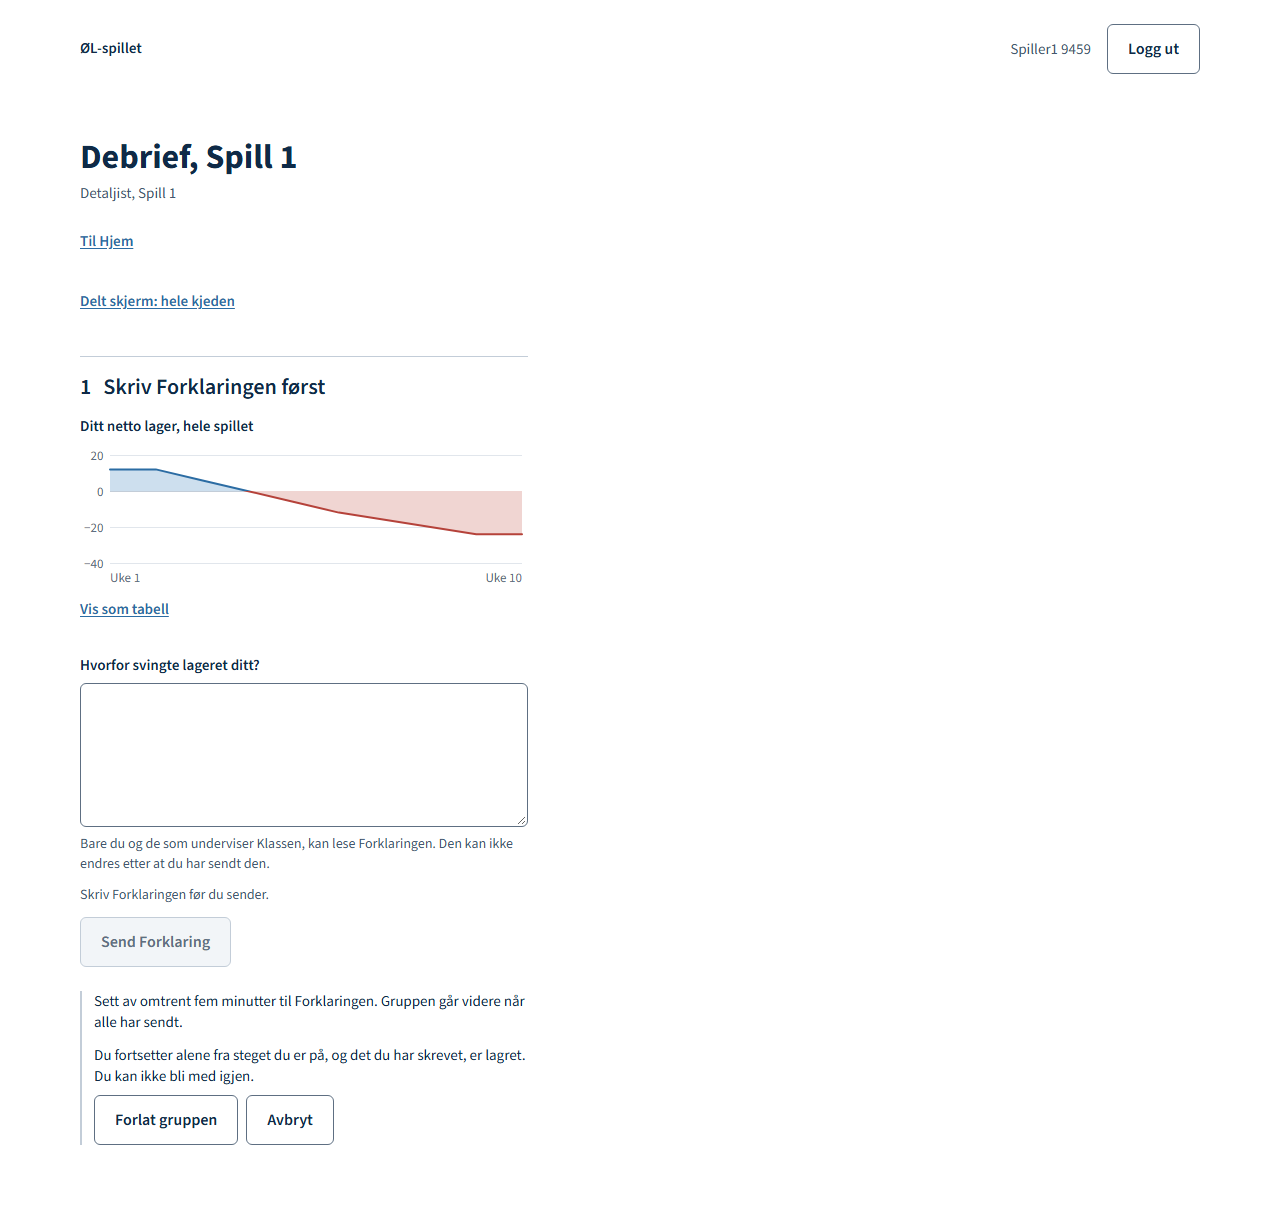 ØL-spillet
Spiller1 9459
Logg ut
Debrief, Spill 1
Detaljist, Spill 1
Til Hjem
Delt skjerm: hele kjeden
1 Skriv Forklaringen først
Ditt netto lager, hele spillet
20
0
−20
−40
Uke 1
Uke 10
Vis som tabell
Hvorfor svingte lageret ditt?
Bare du og de som underviser Klassen, kan lese Forklaringen. Den kan ikke
endres etter at du har sendt den.
Skriv Forklaringen før du sender.
Send Forklaring
Sett av omtrent fem minutter til Forklaringen. Gruppen går videre når
alle har sendt.
Du fortsetter alene fra steget du er på, og det du har skrevet, er lagret.
Du kan ikke bli med igjen.
Forlat gruppen
Avbryt